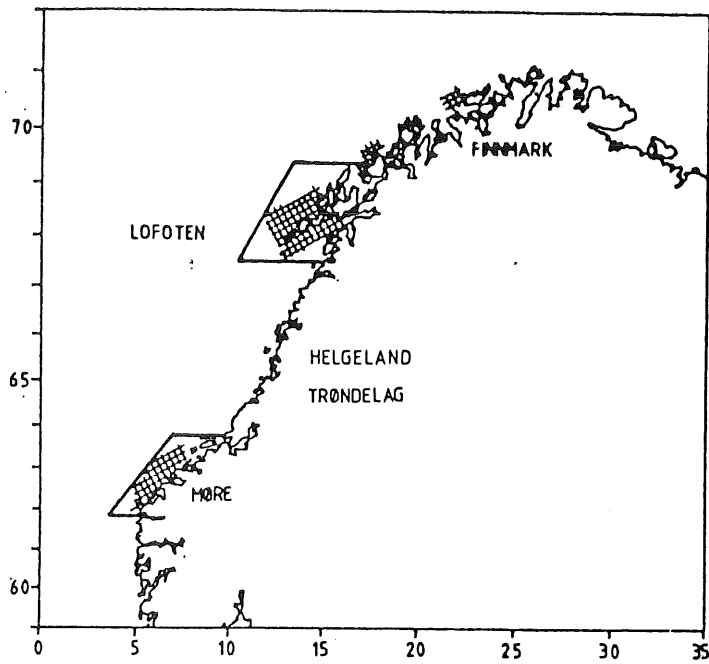 70
FINNMARK
LOFOTEN
HELGELAND
65
TRØNDELAG
MØRE
60
0 5 10 15 20 25 30 35